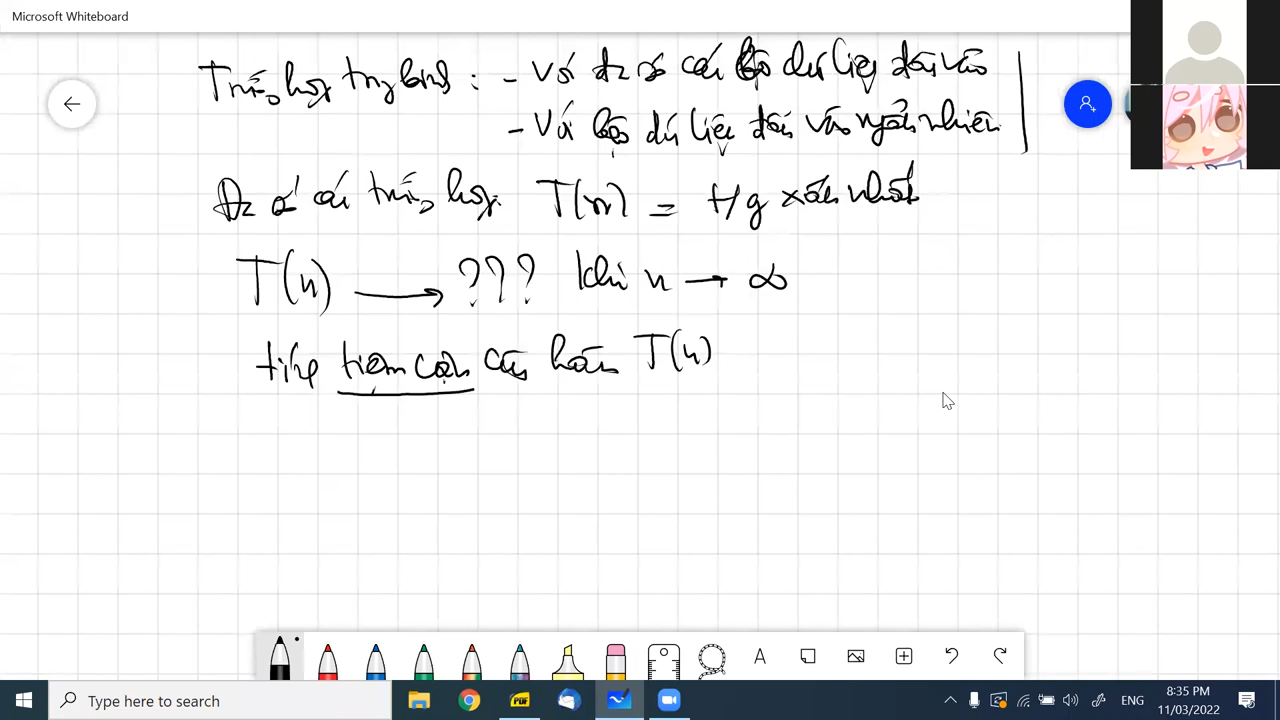 Microsoft Whiteboard
Trường hợp trung bình : - Với đa số các bộ dữ liệu đầu vào
- Với bộ dữ liệu đầu vào ngẫu nhiên
Đa số các trường hợp T(n) = t/g xấu nhất
T(n) → ??? khi n → ∞
tính tiệm cận của hàm T(n)
Type here to search
PDF
ENG
8:35 PM
11/03/2022